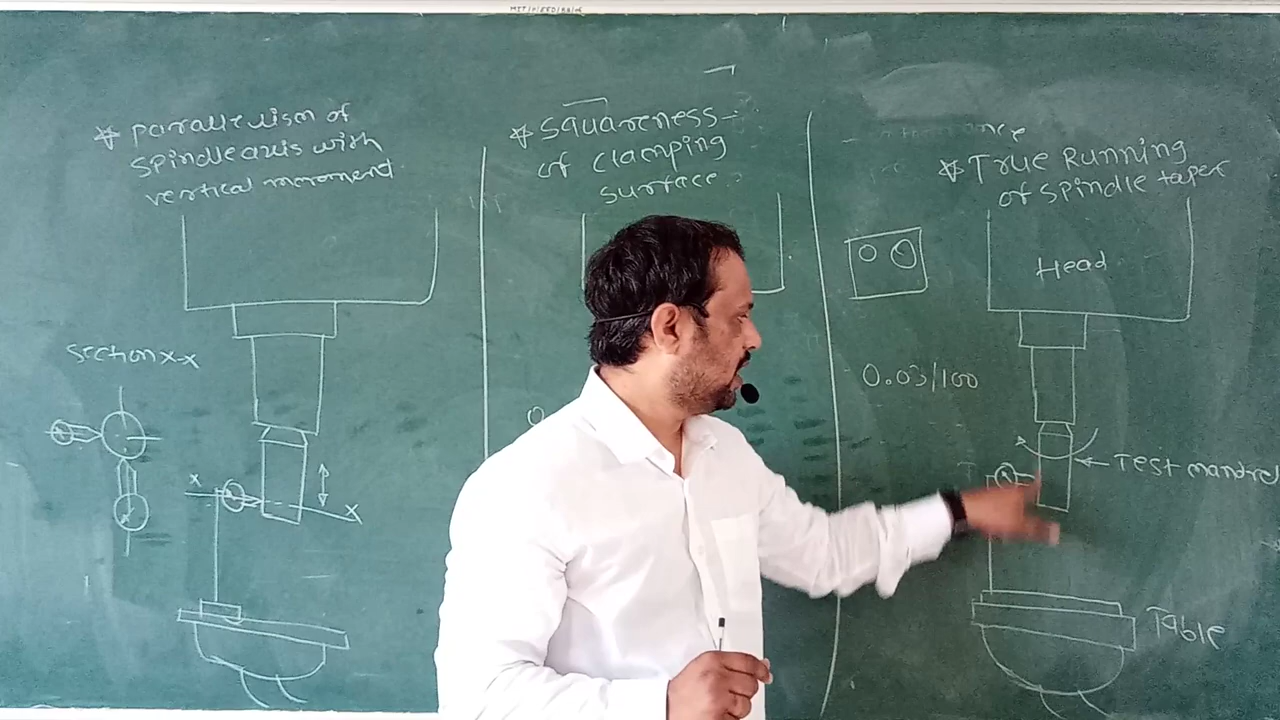 * Parallelism of
spindle axis with
vertical movement
Section X-X
X
X
* Squareness
of Clamping
surface
0.03/100
* True Running
of spindle taper
Head
Test mandrel
Table